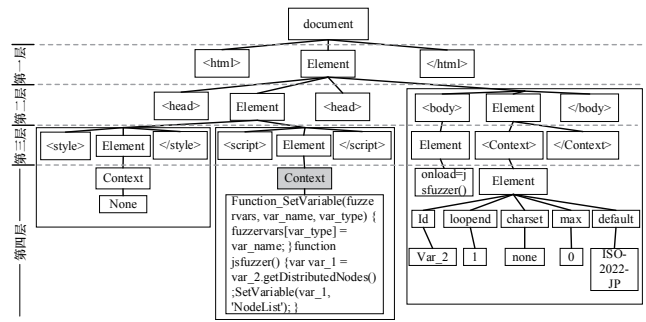 document
第一层
<html>
Element
</html>
第二层
<head>
Element
<head>
<body>
Element
</body>
第三层
<style>
Element
</style>
<script>
Element
</script>
Element
<Context>
</Context>
第四层
Context
None
Context
Function_SetVariable(fuzze
rvars, var_name, var_type) {
fuzzervars[var_type] =
var_name; }function
jsfuzzer() {var var_1 =
var_2.getDistributedNodes()
;SetVariable(var_1,
'NodeList'); }
onload=j
sfuzzer()
Element
Id
loopend
charset
max
default
Var_2
1
none
0
ISO-
2022-
JP